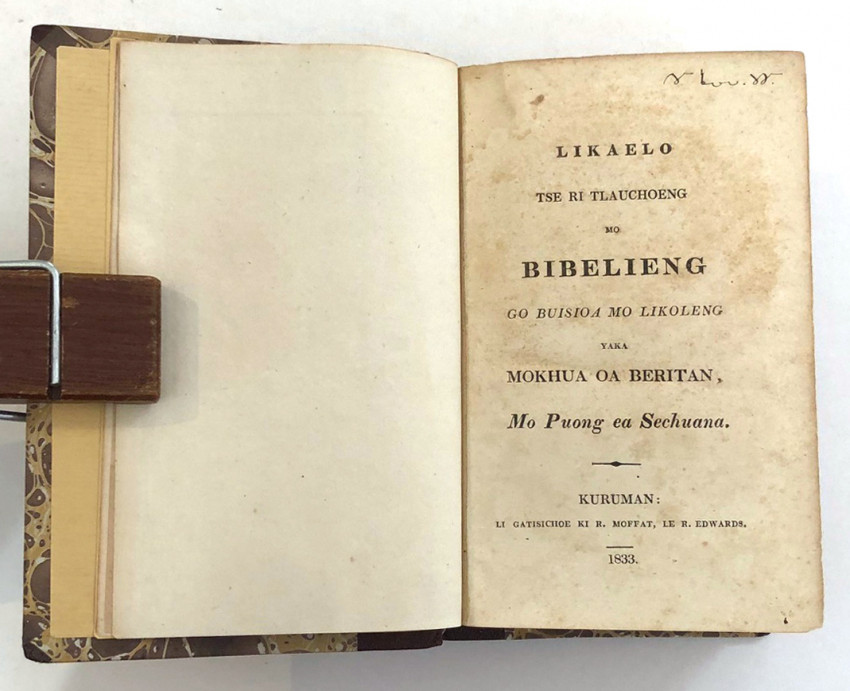 LIKAELO
TSE RI TLAUCHOENG
MO
BIBELIENG
GO BUISIOA MO LIKOLENG
YAKA
MOKHUA OA BERITAN,
Mo Puong ea Sechuana.
KURUMAN:
LI GATISICHOE KI R. MOFFAT, LE R. EDWARDS.
1833.